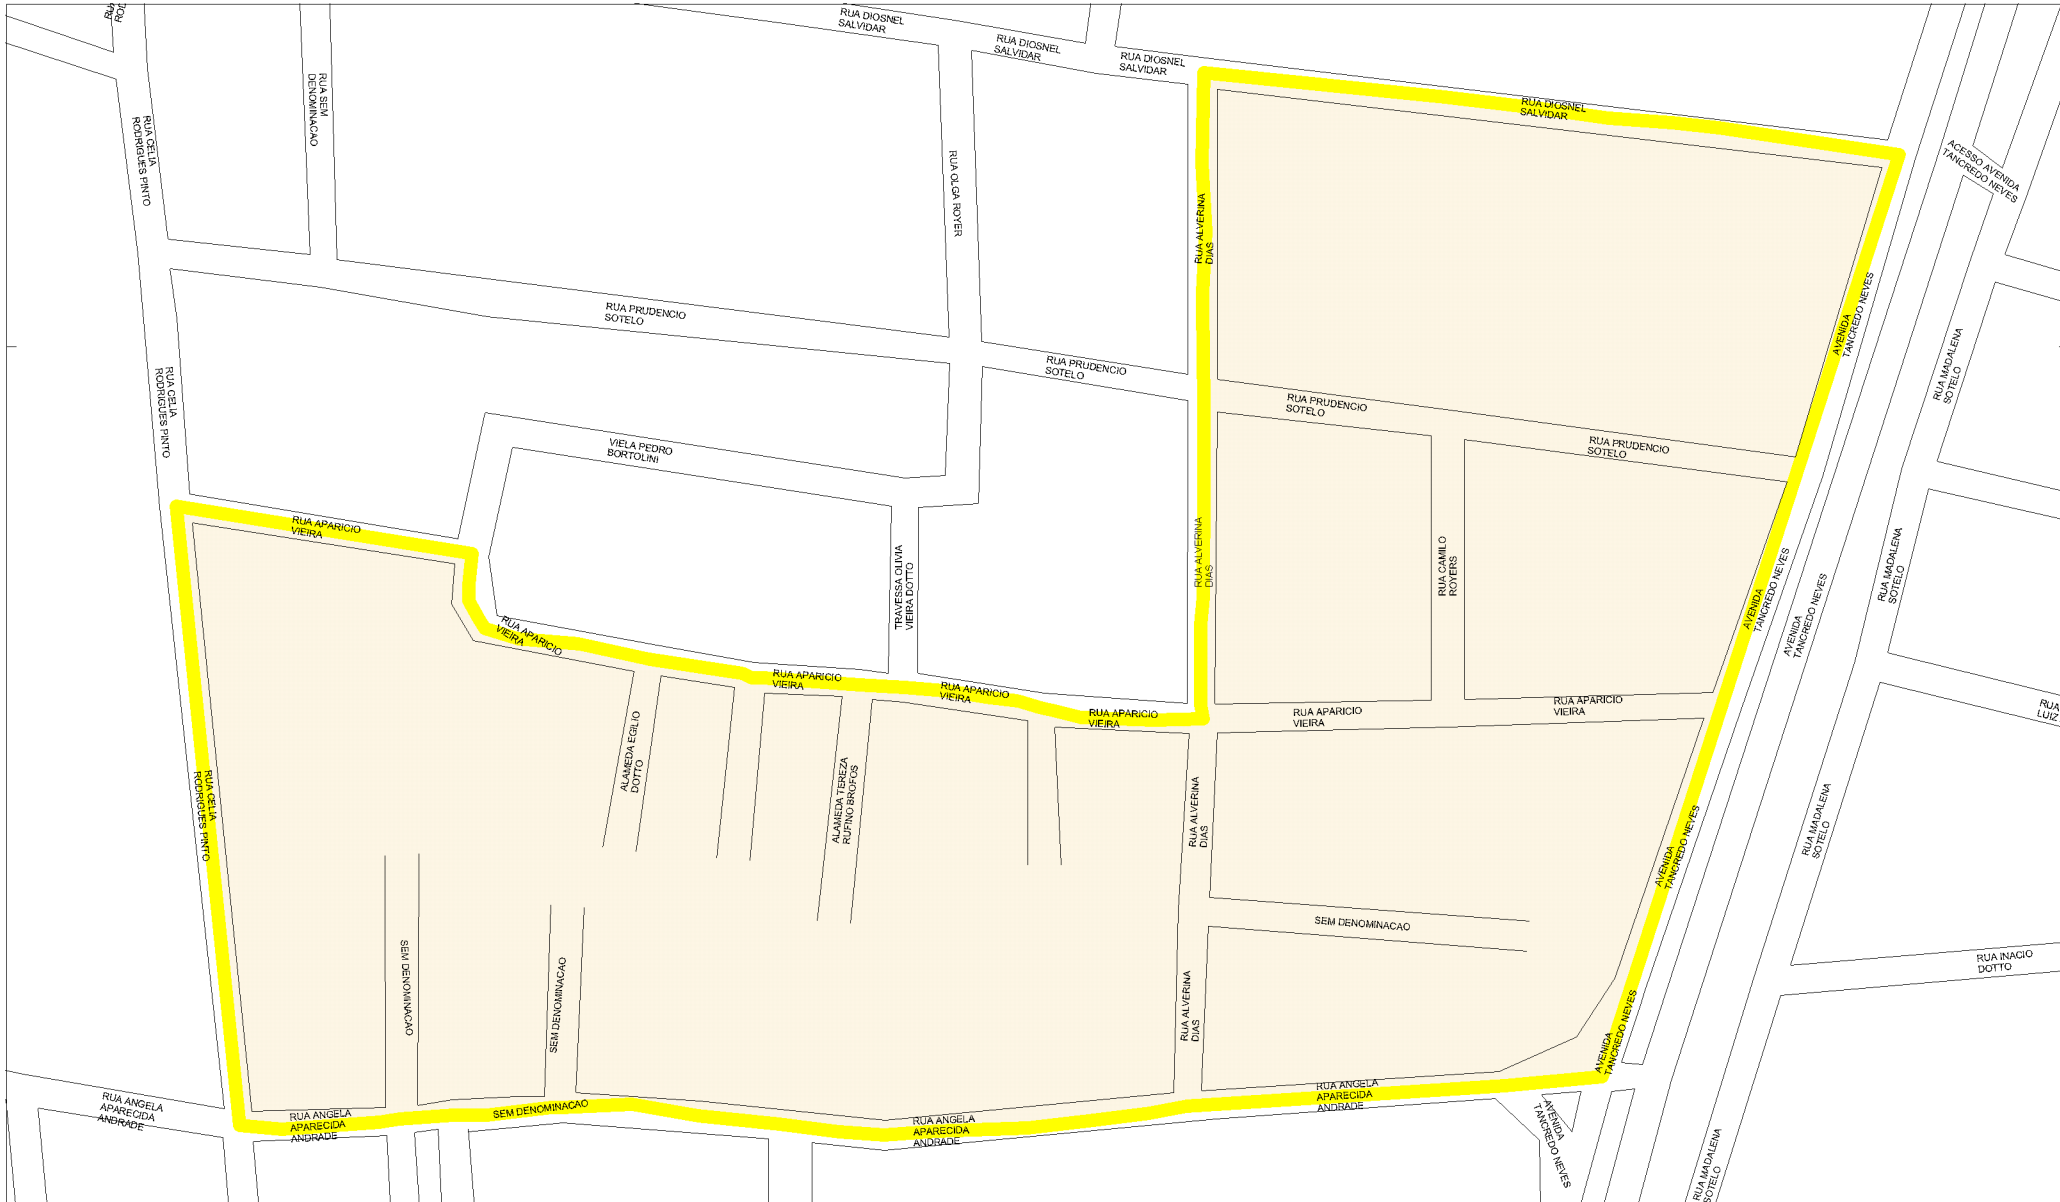 RUA DIOSNEL
SALVIDAR
RUA DIOSNEL
SALVIDAR
RUA DIOSNEL
SALVIDAR
RUA DIOSNEL
SALVIDAR
RUA SEM
DENOMINACAO
RUA CELIA
RODRIGUES PINTO
RUA OLGA ROYER
ACESSO AVENIDA
TANCREDO NEVES
RUA ALVERINA
DIAS
RUA PRUDENCIO
SOTELO
RUA PRUDENCIO
SOTELO
AVENIDA
TANCREDO NEVES
RUA MADALENA
SOTELO
RUA CELIA
RODRIGUES PINTO
RUA PRUDENCIO
SOTELO
RUA PRUDENCIO
SOTELO
VIELA PEDRO
BORTOLINI
RUA APARICIO
VIEIRA
TRAVESSA OLIVIA
VIEIRA DOTTO
RUA ALVERINA
DIAS
RUA CAMILO
ROYERS
AVENIDA
TANCREDO NEVES
AVENIDA
TANCREDO NEVES
RUA MADALENA
SOTELO
RUA APARICIO
VIEIRA
RUA APARICIO
VIEIRA
RUA APARICIO
VIEIRA
RUA APARICIO
VIEIRA
RUA APARICIO
VIEIRA
RUA APARICIO
VIEIRA
RUA
LUIZ
ALAMEDA EGILIO
DOTTO
ALAMEDA TEREZA
RUFINO BROFOS
RUA CELIA
RODRIGUES PINTO
RUA ALVERINA
DIAS
AVENIDA
TANCREDO NEVES
RUA MADALENA
SOTELO
SEM DENOMINACAO
SEM DENOMINACAO
SEM DENOMINACAO
RUA ALVERINA
DIAS
RUA INACIO
DOTTO
AVENIDA
TANCREDO NEVES
RUA ANGELA
APARECIDA
ANDRADE
RUA ANGELA
APARECIDA
ANDRADE
SEM DENOMINACAO
RUA ANGELA
APARECIDA
ANDRADE
RUA ANGELA
APARECIDA
ANDRADE
AVENIDA
TANCREDO NEVES
RUA MADALENA
SOTELO